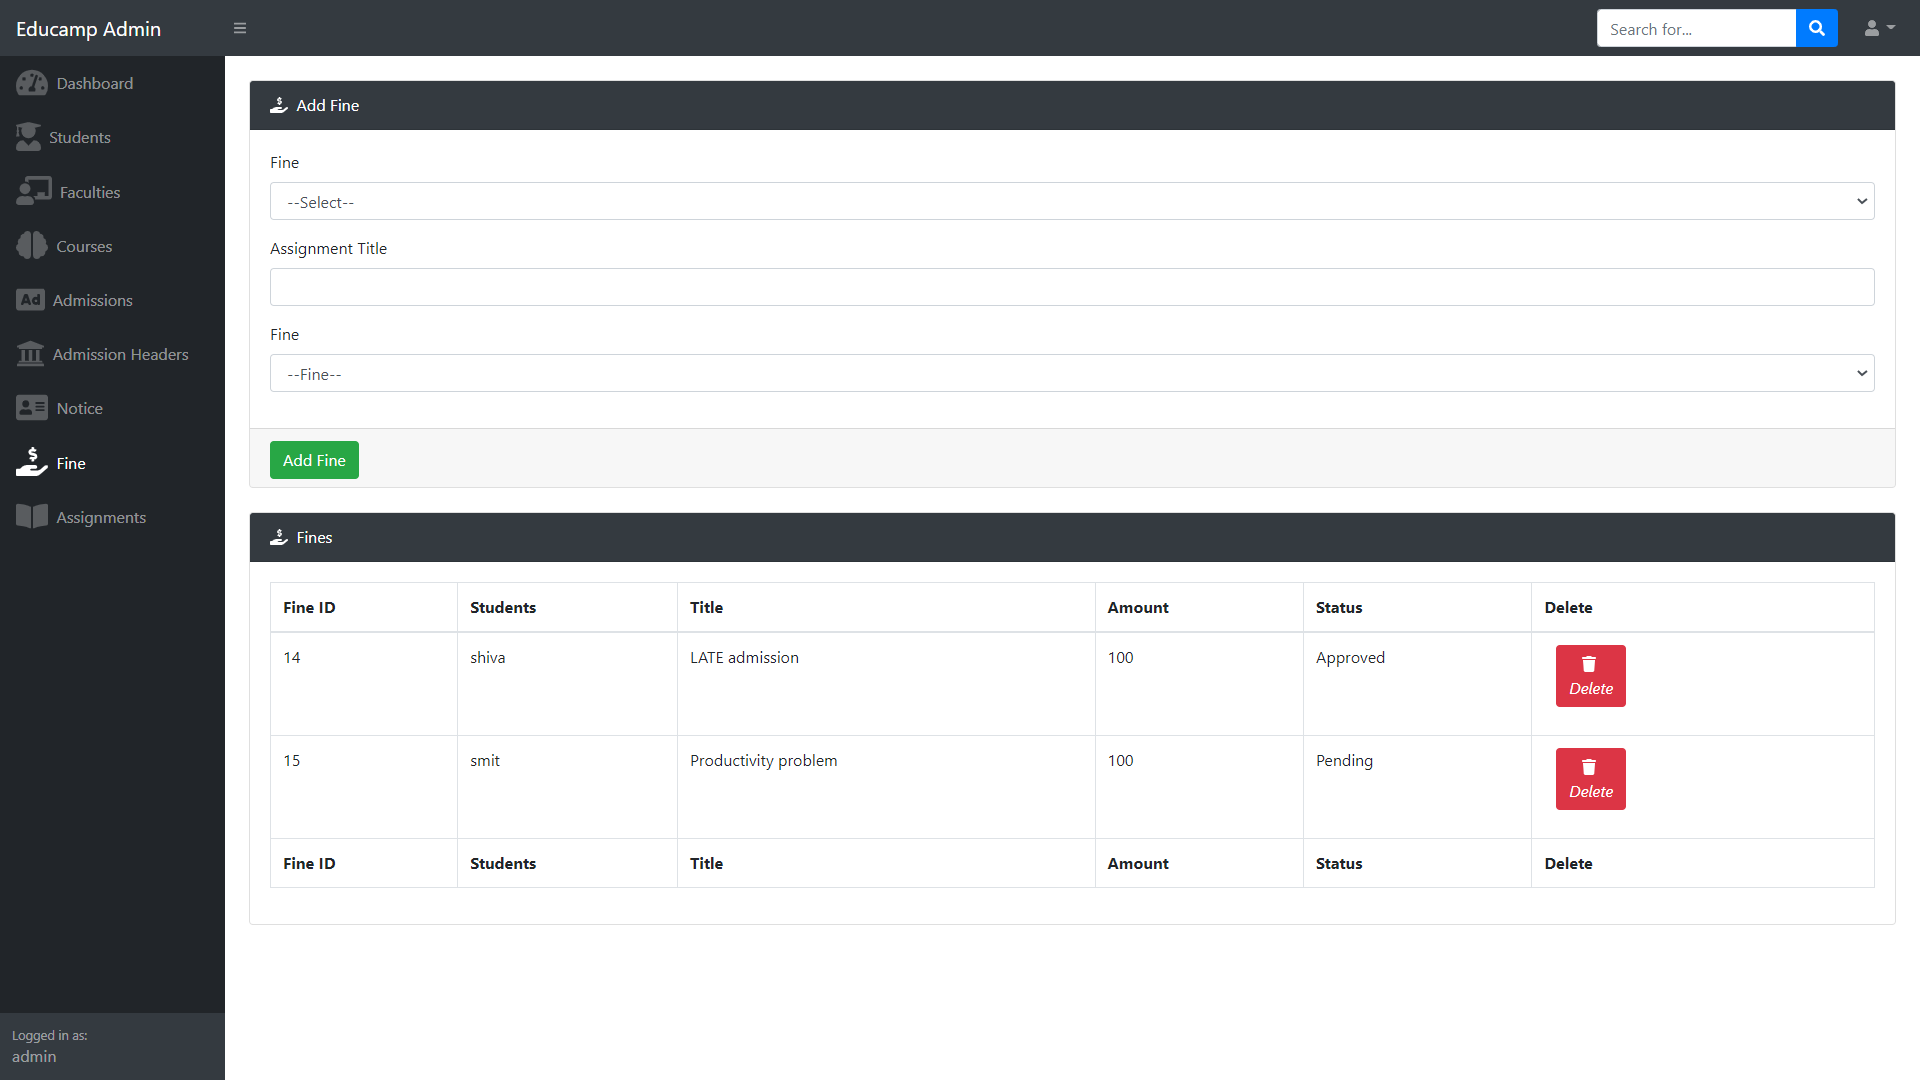 Educamp Admin
Search for...
Dashboard
Students
Faculties
Courses
Ad Admissions
Admission Headers
Notice
Fine
Assignments
Logged in as:
admin
Add Fine
Fine
--Select--
Assignment Title
Fine
--Fine--
Add Fine
Fines
Fine ID Students Title Amount Status Delete
14 shiva LATE admission 100 Approved Delete
15 smit Productivity problem 100 Pending Delete
Fine ID Students Title Amount Status Delete